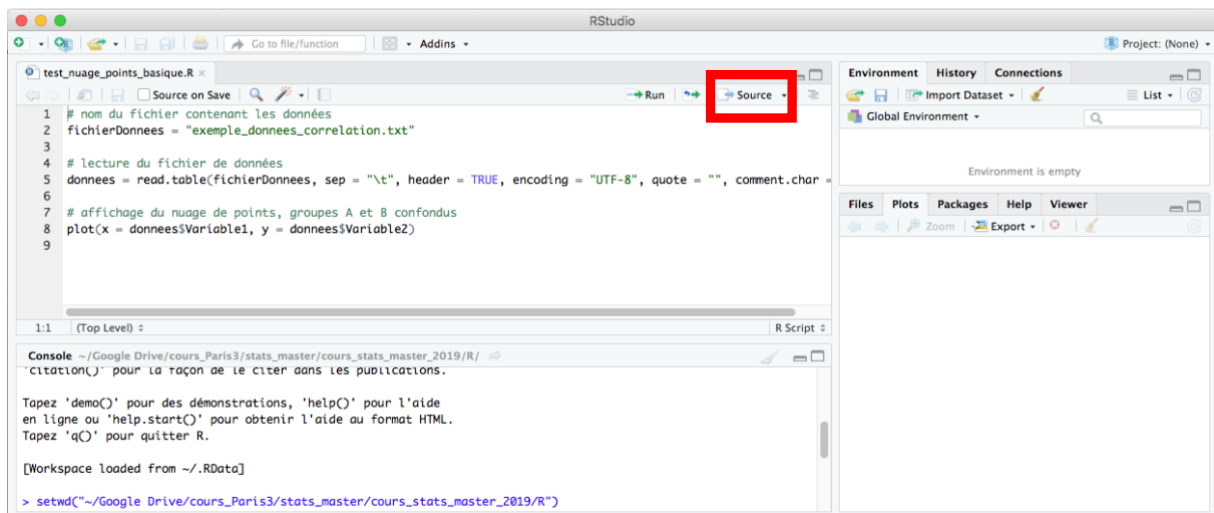 RStudio
Go to file/function Addins Project: (None)
test_nuage_points_basique.R
Source on Save Run Source
1 # nom du fichier contenant les données
2 fichierDonnees = "exemple_donnees_correlation.txt"
3
4 # lecture du fichier de données
5 donnees = read.table(fichierDonnees, sep = "\t", header = TRUE, encoding = "UTF-8", quote = "", comment.char =
6
7 # affichage du nuage de points, groupes A et B confondus
8 plot(x = donnees$Variable1, y = donnees$Variable2)
9
1:1 (Top Level) R Script
Console ~/Google Drive/cours_Paris3/stats_master/cours_stats_master_2019/R/
'citation()' pour la façon de le citer dans les publications.
Tapez 'demo()' pour des démonstrations, 'help()' pour l'aide
en ligne ou 'help.start()' pour obtenir l'aide au format HTML.
Tapez 'q()' pour quitter R.
[Workspace loaded from ~/.RData]
> setwd("~/Google Drive/cours_Paris3/stats_master/cours_stats_master_2019/R")
Environment History Connections
Import Dataset List
Global Environment
Environment is empty
Files Plots Packages Help Viewer
Zoom Export